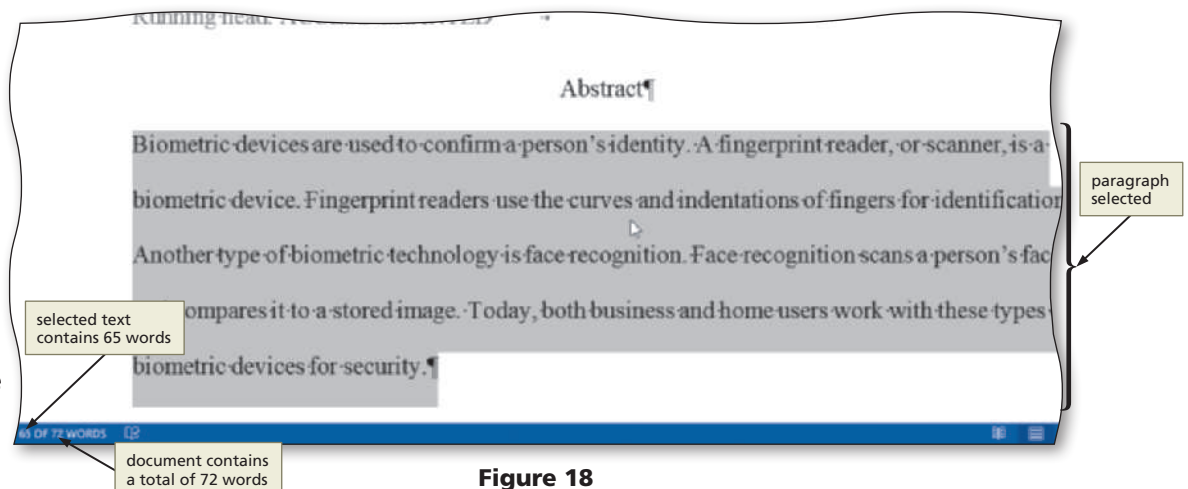 Running head:
Abstract¶
Biometric devices are used to confirm a person's identity. A fingerprint reader, or scanner, is a
biometric device. Fingerprint readers use the curves and indentations of fingers for identification
Another type of biometric technology is face recognition. Face recognition scans a person's fac
ompares it to a stored image. Today, both business and home users work with these types
biometric devices for security.¶
paragraph
selected
selected text
contains 65 words
65 OF 72 WORDS
document contains
a total of 72 words
Figure 18